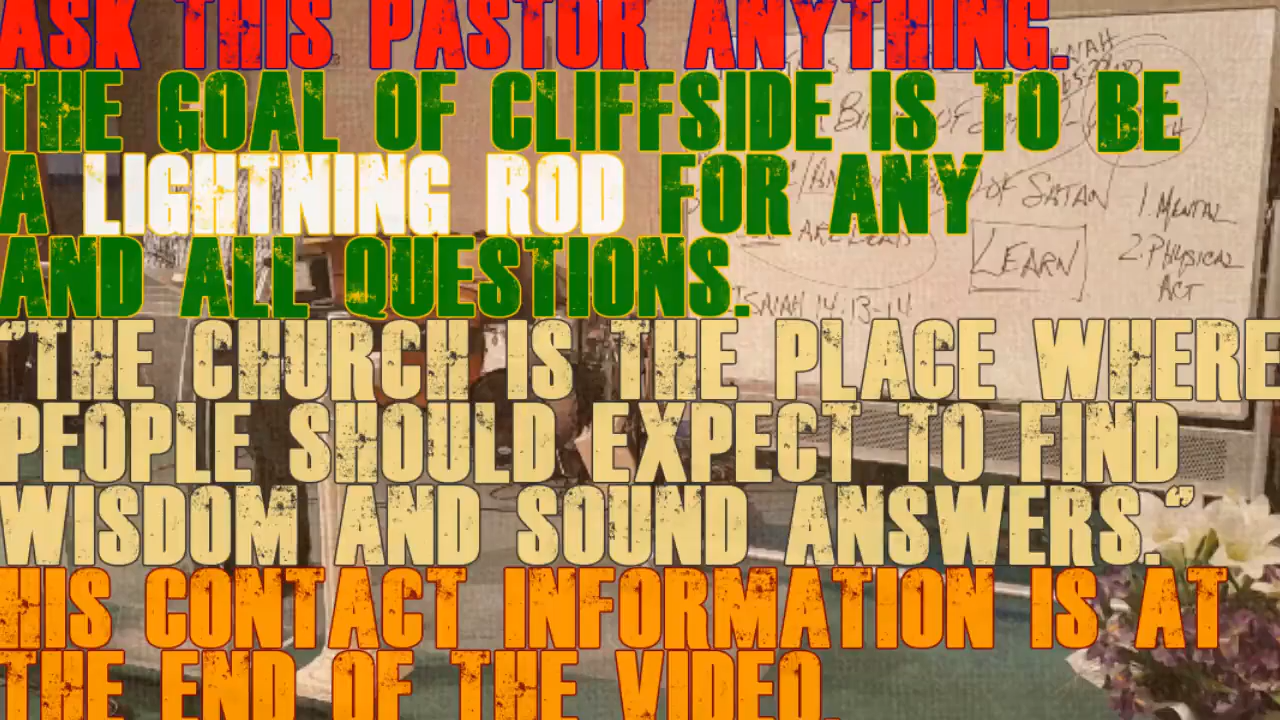 ASK THIS PASTOR ANYTHING.
THE GOAL OF CLIFFSIDE IS TO BE
A LIGHTNING ROD FOR ANY
AND ALL QUESTIONS.
"THE CHURCH IS THE PLACE WHERE
PEOPLE SHOULD EXPECT TO FIND
WISDOM AND SOUND ANSWERS."
HIS CONTACT INFORMATION IS AT
THE END OF THE VIDEO.
OF SATAN
1. MENTAL
LEARN
2. PHYSICAL
ACT
ISAIAH 14:13-14